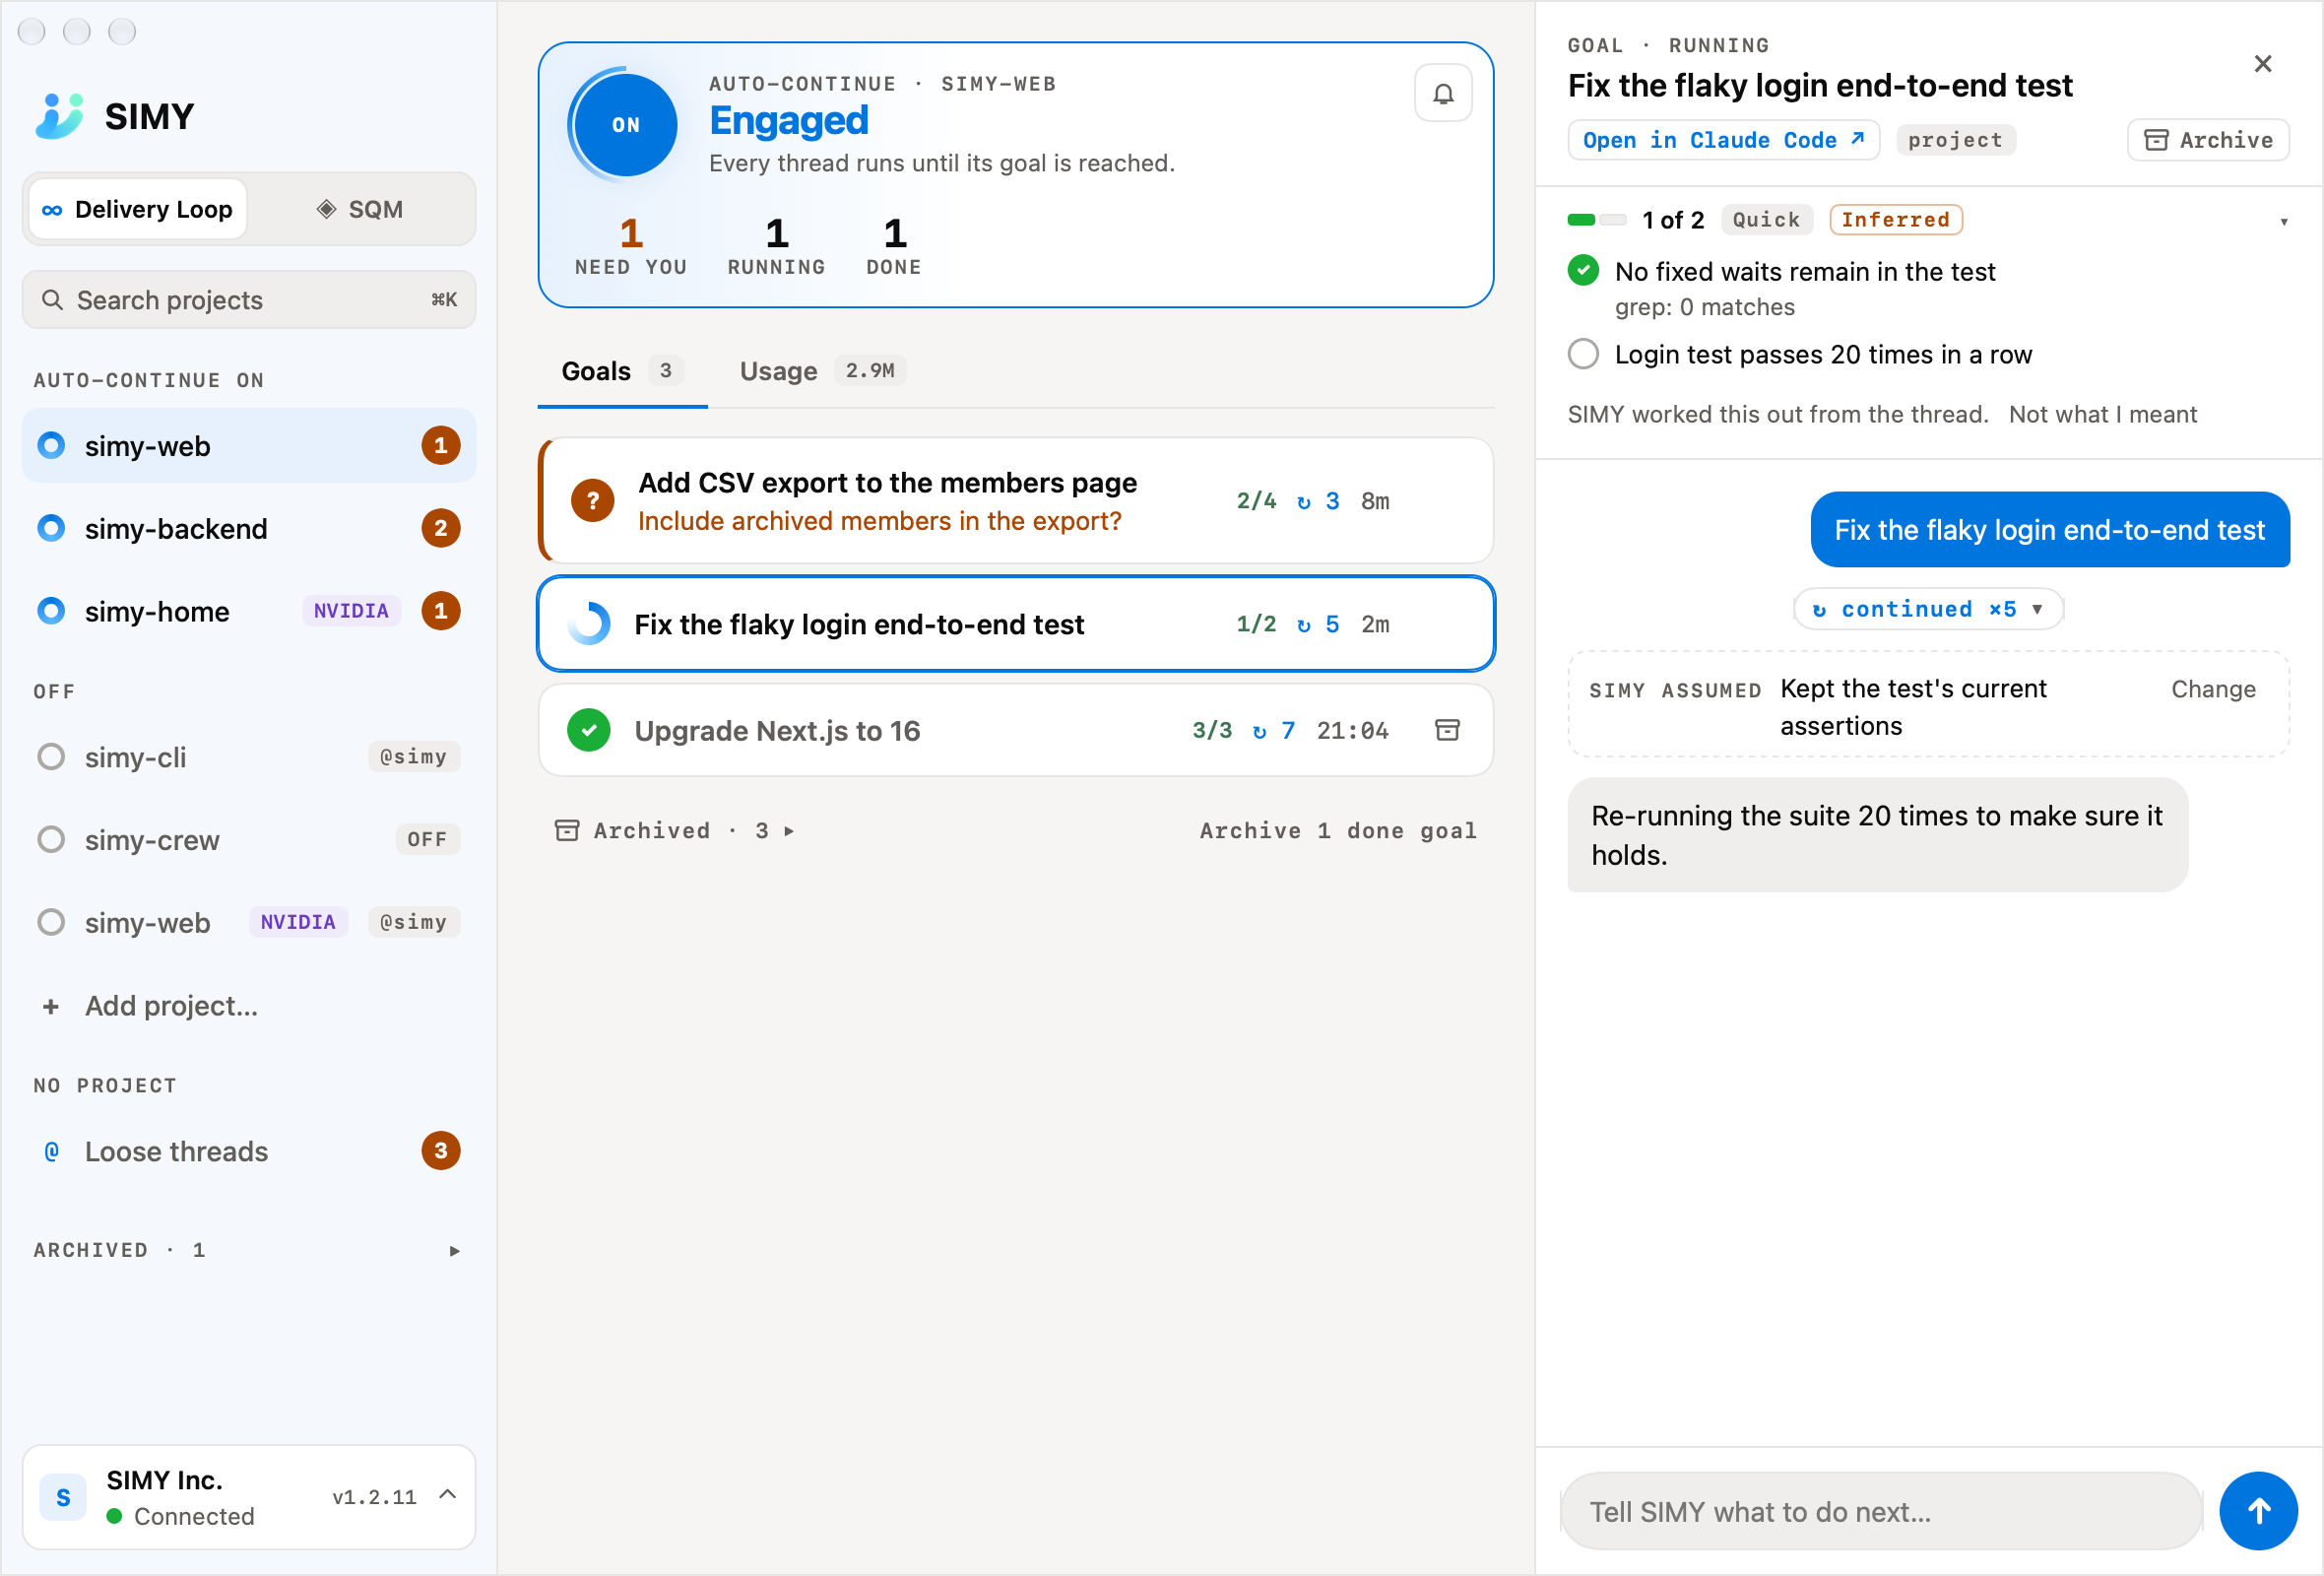 SIMY
∞ Delivery Loop
◈ SQM
Search projects ⌘K
AUTO-CONTINUE ON
simy-web 1
simy-backend 2
simy-home NVIDIA 1
OFF
simy-cli @simy
simy-crew OFF
simy-web NVIDIA @simy
+ Add project...
NO PROJECT
@ Loose threads 3
ARCHIVED · 1 ▸
S
SIMY Inc.
Connected
v1.2.11
ON
AUTO-CONTINUE · SIMY-WEB
Engaged
Every thread runs until its goal is reached.
1 NEED YOU
1 RUNNING
1 DONE
Goals 3
Usage 2.9M
? Add CSV export to the members page
Include archived members in the export?
2/4 ↻ 3 8m
Fix the flaky login end-to-end test
1/2 ↻ 5 2m
Upgrade Next.js to 16
3/3 ↻ 7 21:04
Archived · 3 ▸
Archive 1 done goal
GOAL · RUNNING
Fix the flaky login end-to-end test
Open in Claude Code ↗ project Archive
1 of 2 Quick Inferred ▾
No fixed waits remain in the test
grep: 0 matches
Login test passes 20 times in a row
SIMY worked this out from the thread. Not what I meant
Fix the flaky login end-to-end test
↻ continued ×5 ▾
SIMY ASSUMED Kept the test's current
assertions
Change
Re-running the suite 20 times to make sure it
holds.
Tell SIMY what to do next...